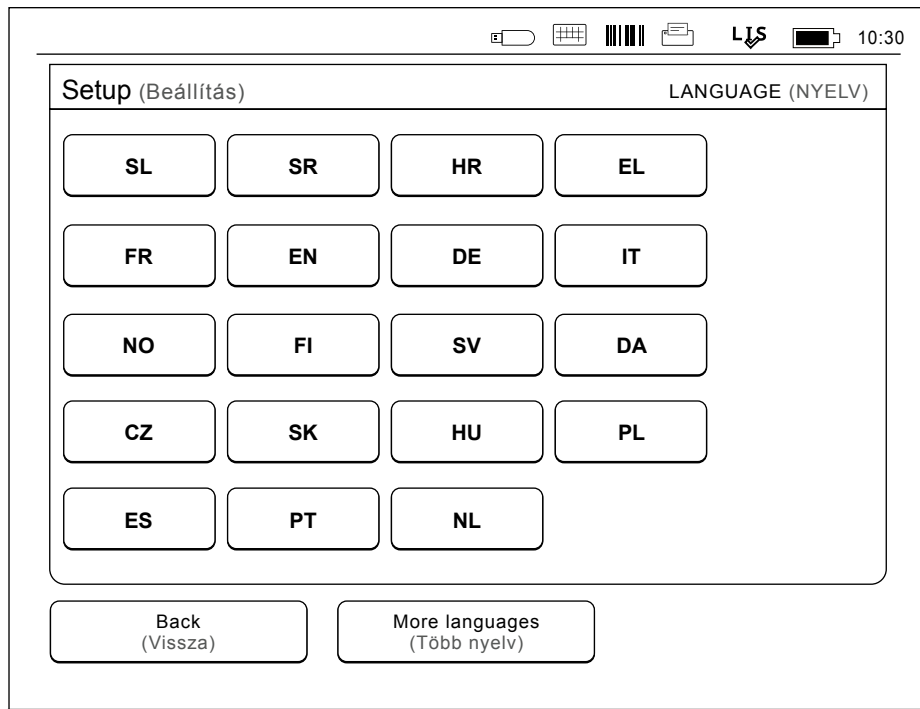 LIS 10:30
Setup (Beállítás) LANGUAGE (NYELV)
SL SR HR EL
FR EN DE IT
NO FI SV DA
CZ SK HU PL
ES PT NL
Back More languages
(Vissza) (Több nyelv)